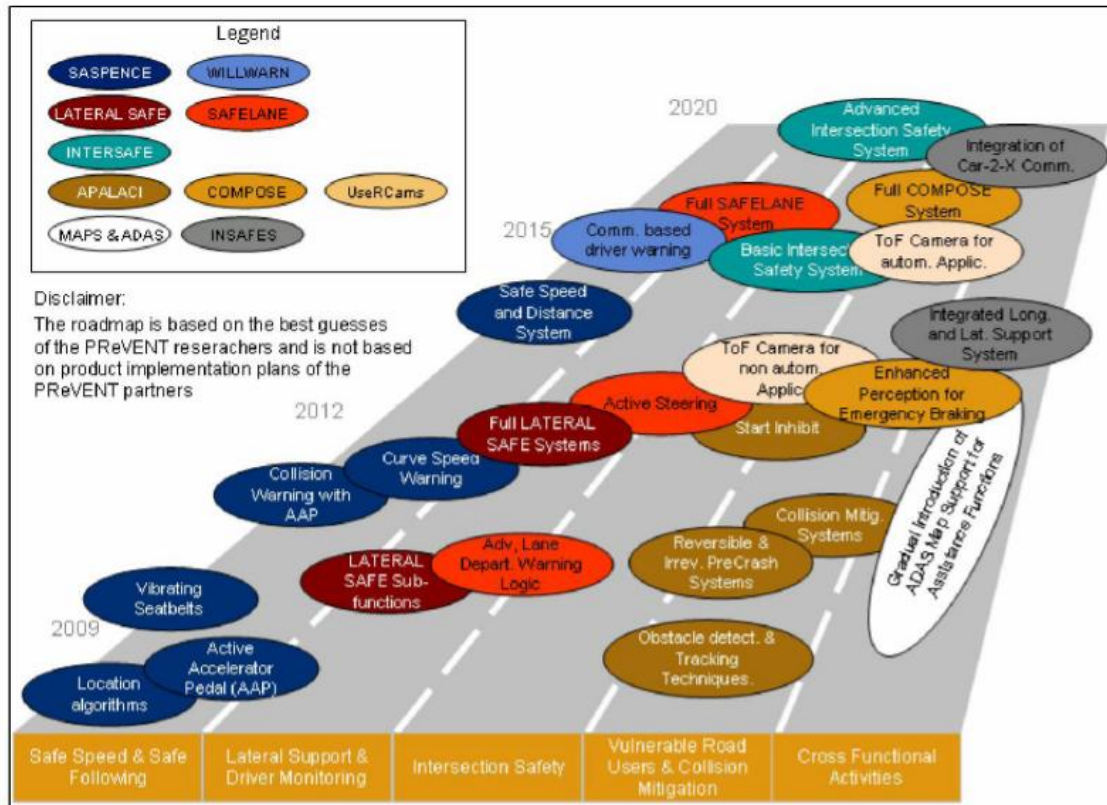 Legend
SASPENCE
WILLWARN
LATERAL SAFE
SAFELANE
INTERSAFE
APALACI
COMPOSE
UseRCams
MAPS & ADAS
INSAFES
Disclaimer:
The roadmap is based on the best guesses
of the PReVENT reserachers and is not based
on product implementation plans of the
PReVENT partners
2020
Advanced
Intersection Safety
System
Integration of
Car-2-X Comm.
Full SAFELANE
System
Full COMPOSE
System
2015
Comm. based
driver warning
Basic Intersect
Safety System
ToF Camera for
autom. Applic.
Safe Speed
and Distance
System
Integrated Long.
and Lat. Support
System
ToF Camera for
non autom.
Applic
Enhanced
Perception for
Emergency Braking
2012
Active Steering
Start Inhibit
Full LATERAL
SAFE Systems
Curve Speed
Warning
Collision
Warning with
AAP
Gradual Introduction of
ADAS Map Support for
Assistance Functions
Collision Mitig.
Systems
Adv, Lane
Depart. Warning
Logic
Reversible &
Irrev. PreCrash
Systems
LATERAL
SAFE Sub-
functions
Vibrating
Seatbelts
2009
Active
Accelerator
Pedal (AAP)
Obstacle detect. &
Tracking
Techniques.
Location
algorithms
Safe Speed & Safe
Following
Lateral Support &
Driver Monitoring
Intersection Safety
Vulnerable Road
Users & Collision
Mitigation
Cross Functional
Activities